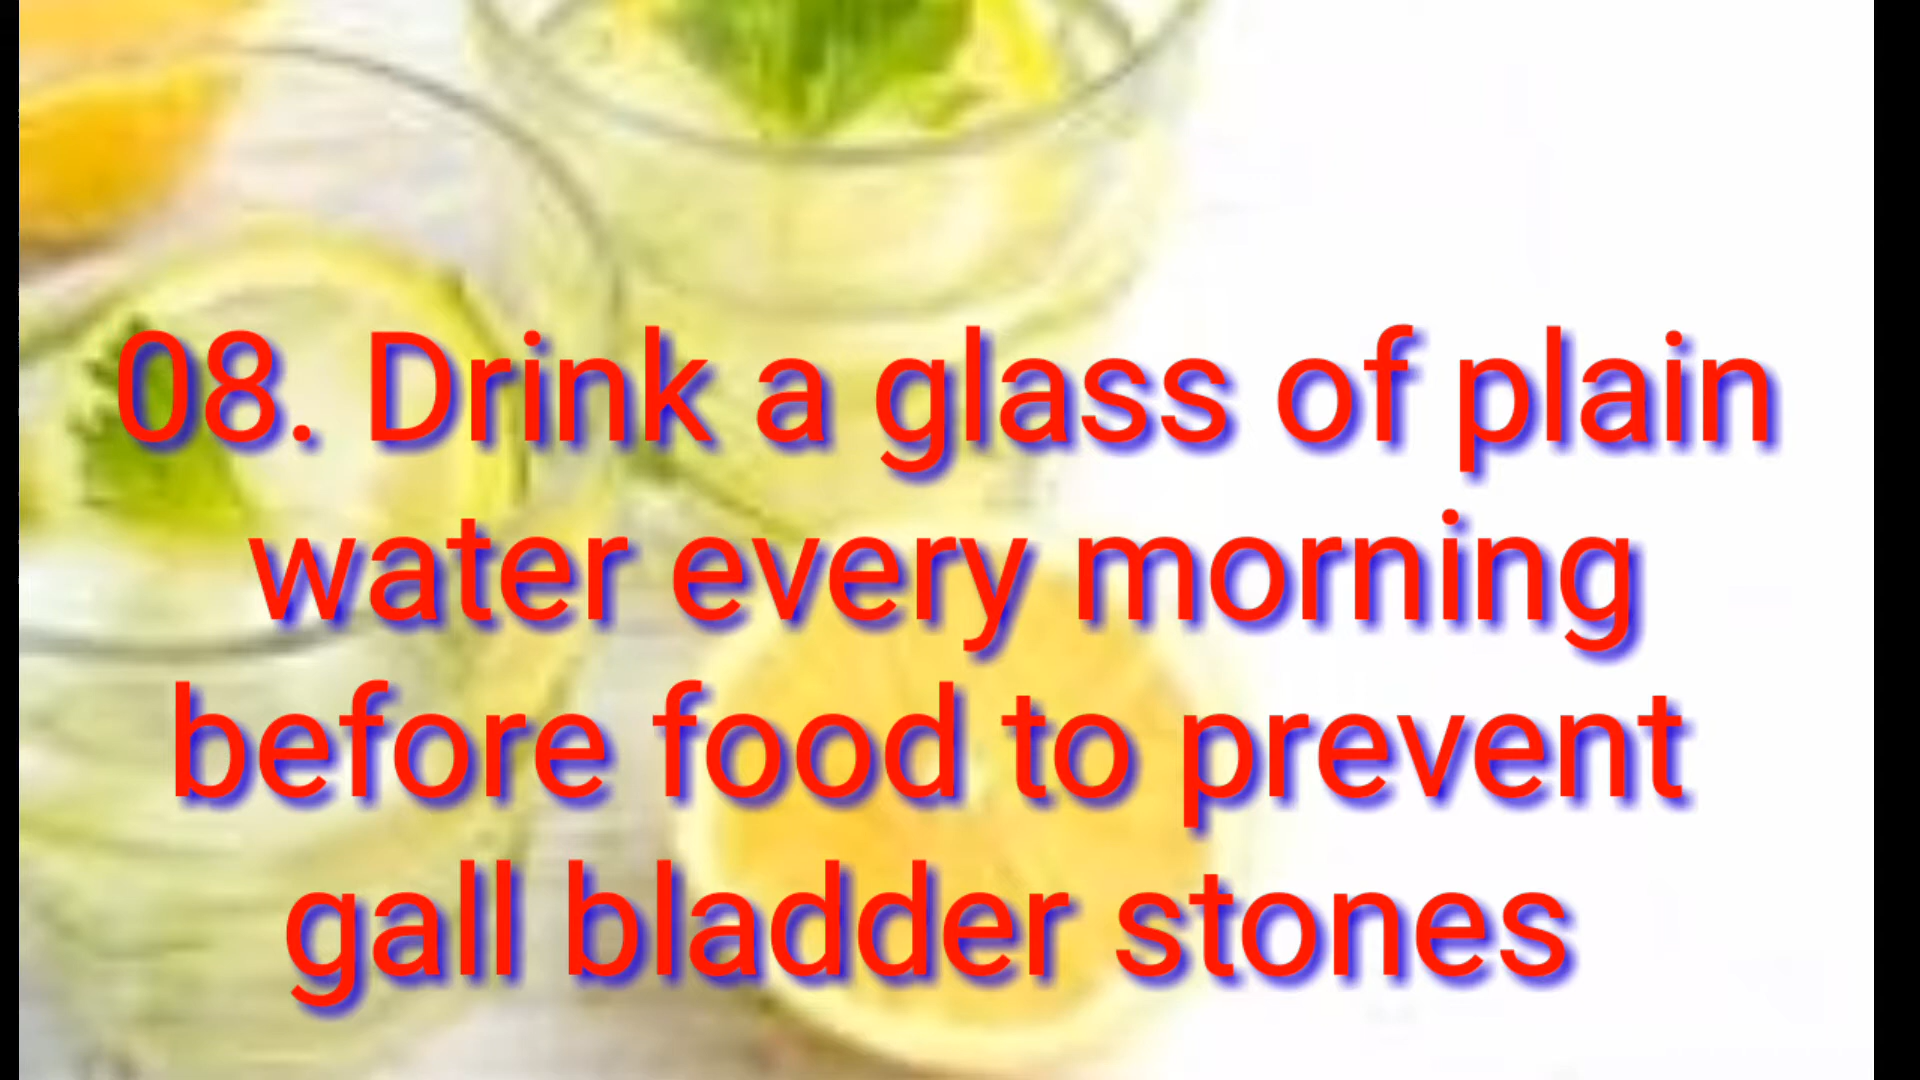 08. Drink a glass of plain
water every morning
before food to prevent
gall bladder stones